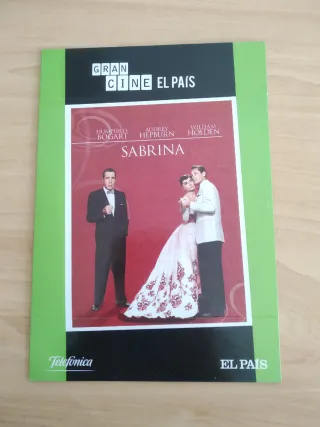 GRAN
CINE EL PAÍS
HUMPHREY AUDREY WILLIAM
BOGART HEPBURN HOLDEN
SABRINA
Telefónica EL PAÍS